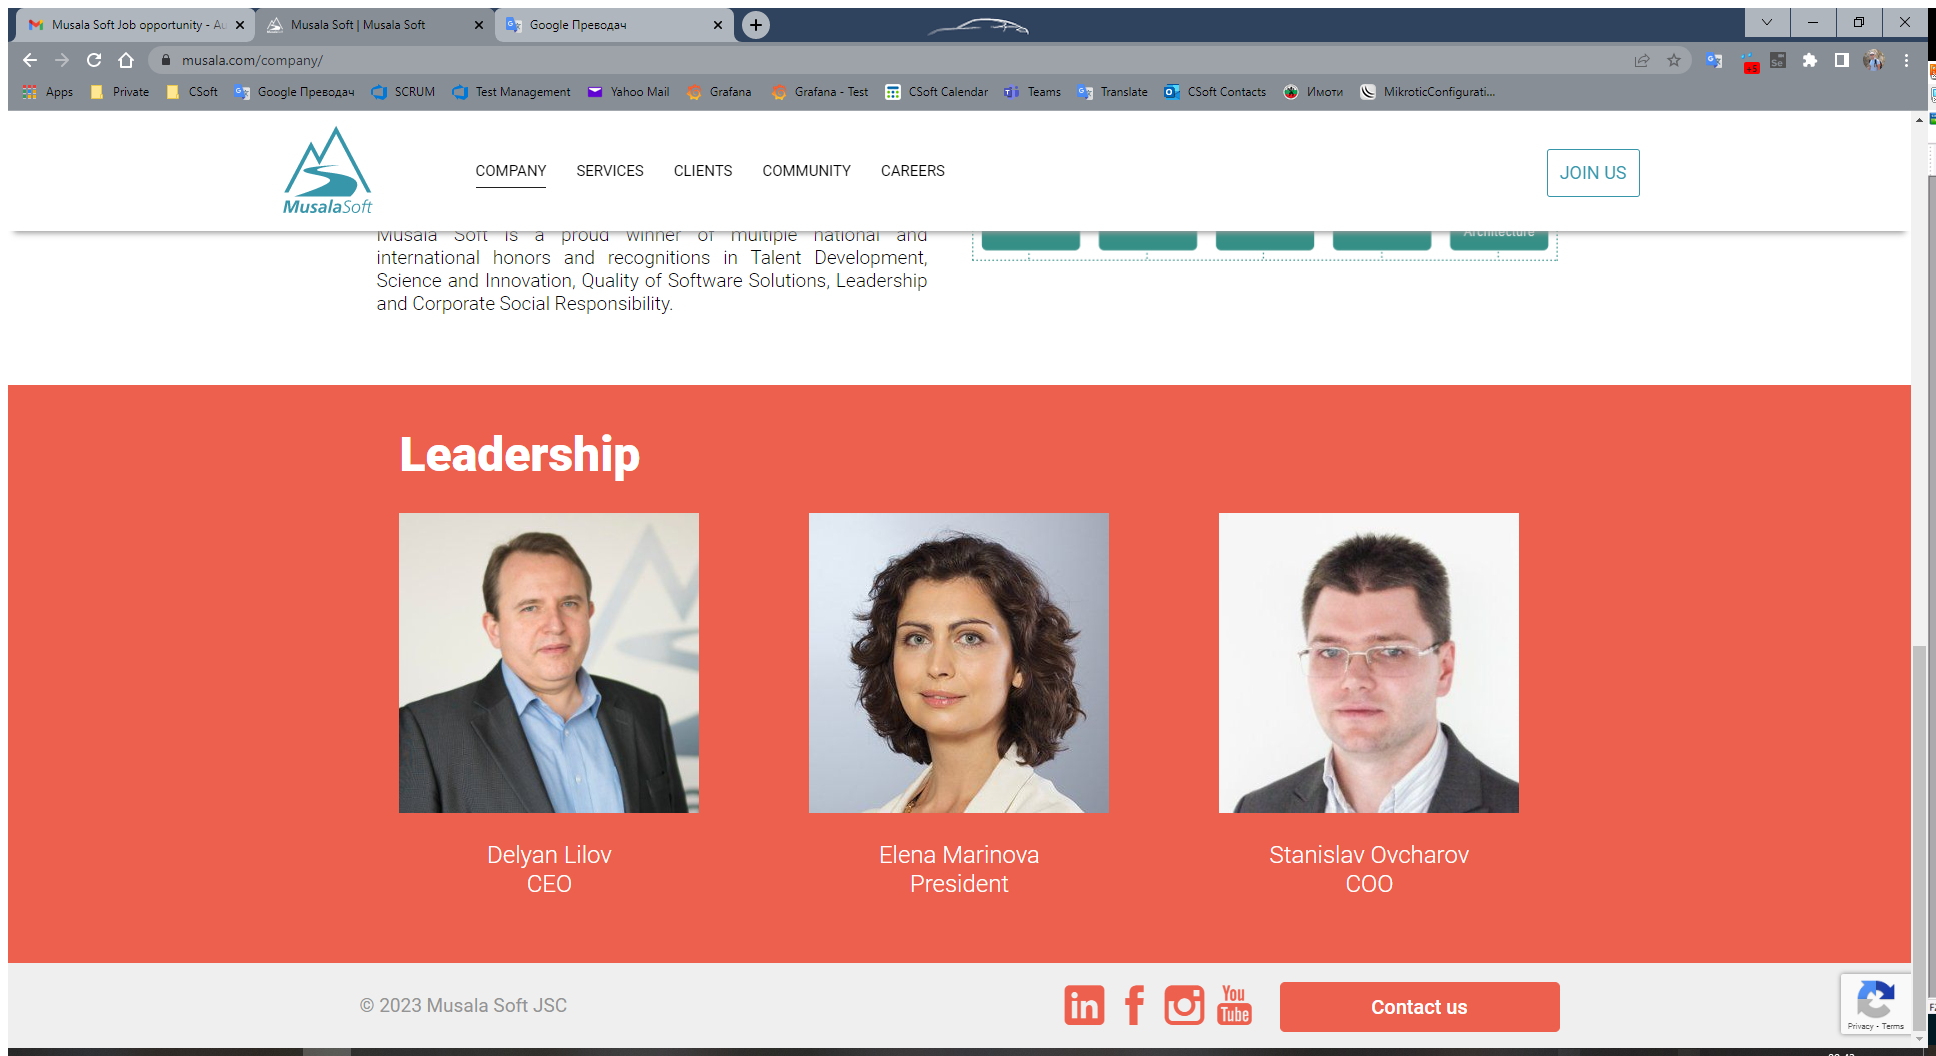 Musala Soft Job opportunity - Au
Musala Soft | Musala Soft
Google Преводач
musala.com/company/
Apps
Private
CSoft
Google Преводач
SCRUM
Test Management
Yahoo Mail
Grafana
Grafana - Test
CSoft Calendar
Teams
Translate
CSoft Contacts
Имоти
MikroticConfigurati...
MusalaSoft
COMPANY
SERVICES
CLIENTS
COMMUNITY
CAREERS
JOIN US
Musala Soft is a proud winner of multiple national and
international honors and recognitions in Talent Development,
Science and Innovation, Quality of Software Solutions, Leadership
and Corporate Social Responsibility.
Architecture
Leadership
Delyan Lilov
CEO
Elena Marinova
President
Stanislav Ovcharov
COO
© 2023 Musala Soft JSC
in
f
You
Tube
Contact us
Privacy - Terms